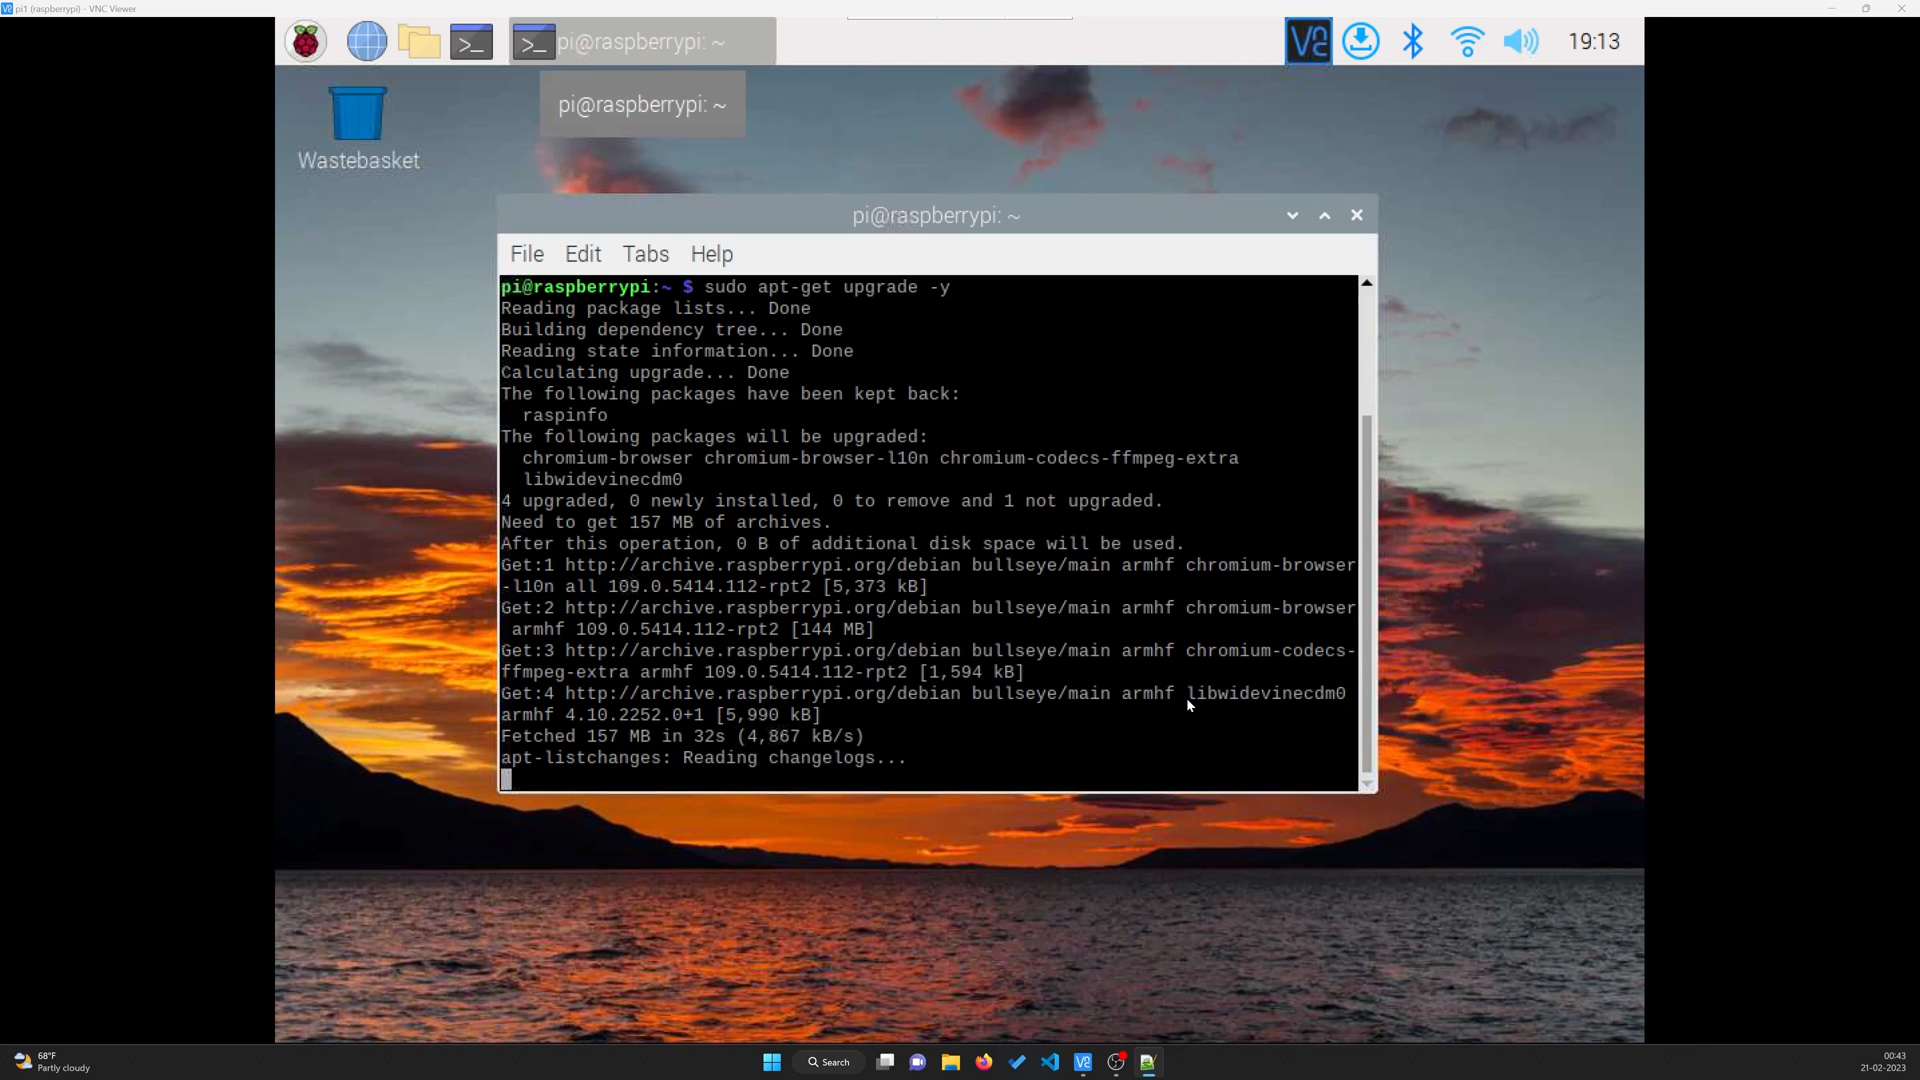 pi1 (raspberrypi) - VNC Viewer
pi@raspberrypi: ~
19:13
pi@raspberrypi: ~
Wastebasket
pi@raspberrypi: ~
File Edit Tabs Help
pi@raspberrypi:~ $ sudo apt-get upgrade -y
Reading package lists... Done
Building dependency tree... Done
Reading state information... Done
Calculating upgrade... Done
The following packages have been kept back:
raspinfo
The following packages will be upgraded:
chromium-browser chromium-browser-l10n chromium-codecs-ffmpeg-extra
libwidevinecdm0
4 upgraded, 0 newly installed, 0 to remove and 1 not upgraded.
Need to get 157 MB of archives.
After this operation, 0 B of additional disk space will be used.
Get:1 http://archive.raspberrypi.org/debian bullseye/main armhf chromium-browser
-l10n all 109.0.5414.112-rpt2 [5,373 kB]
Get:2 http://archive.raspberrypi.org/debian bullseye/main armhf chromium-browser
armhf 109.0.5414.112-rpt2 [144 MB]
Get:3 http://archive.raspberrypi.org/debian bullseye/main armhf chromium-codecs-
ffmpeg-extra armhf 109.0.5414.112-rpt2 [1,594 kB]
Get:4 http://archive.raspberrypi.org/debian bullseye/main armhf libwidevinecdm0
armhf 4.10.2252.0+1 [5,990 kB]
Fetched 157 MB in 32s (4,867 kB/s)
apt-listchanges: Reading changelogs...
68°F
Partly cloudy
Search
00:43
21-02-2023